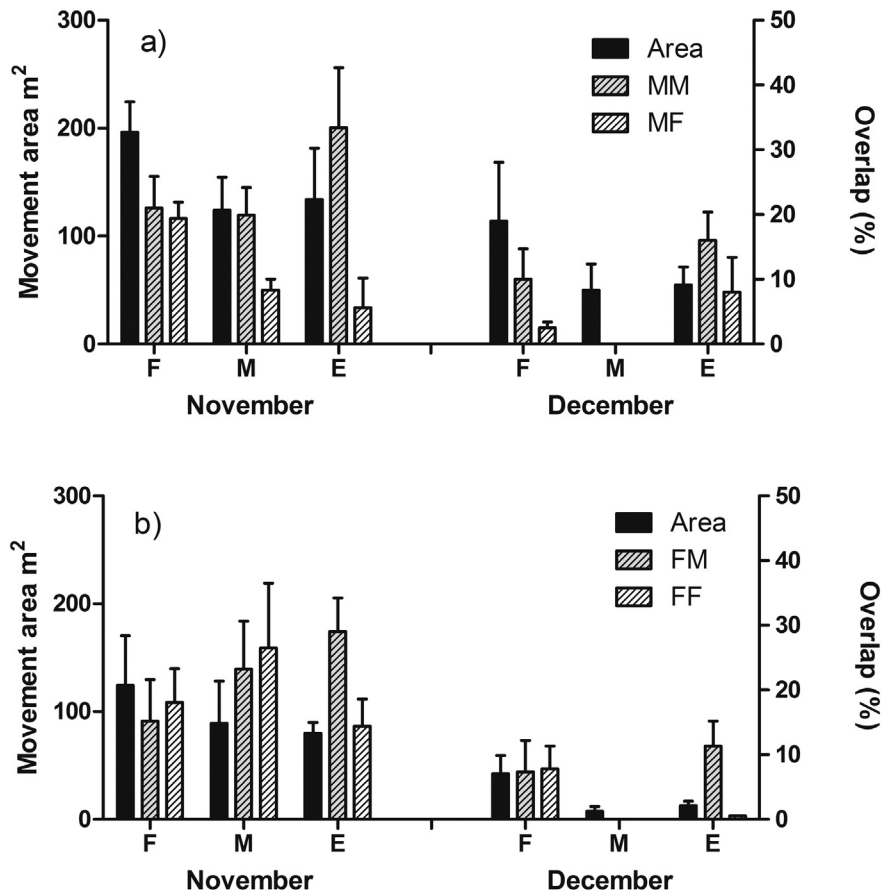 300
200
100
0
Movement area m²
a)
Area
MM
MF
50
40
30
20
10
0
Overlap (%)
F M E F M E
November December
300
200
100
0
Movement area m²
b)
Area
FM
FF
50
40
30
20
10
0
Overlap (%)
F M E F M E
November December